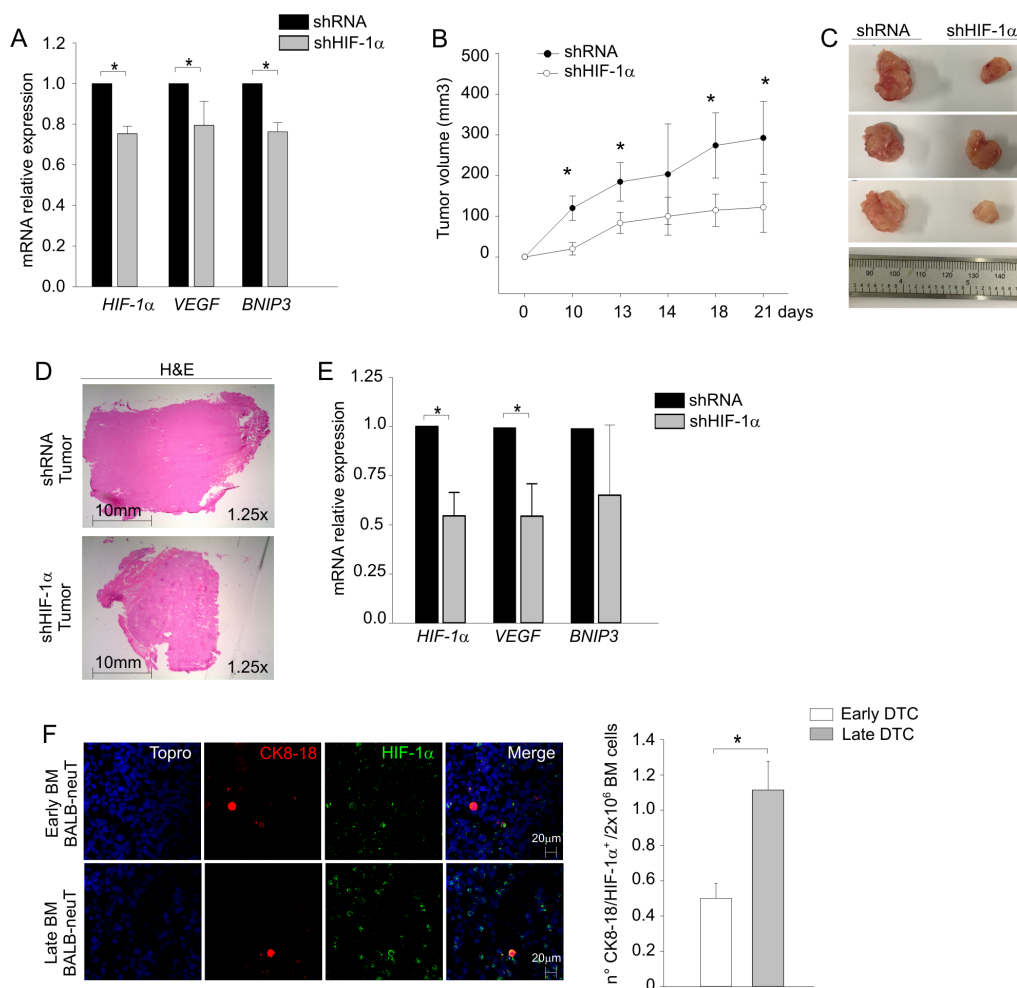 A
shRNA
shHIF-1α
mRNA relative expression
1.2
1.0
0.8
0.6
0.4
0.2
0.0
*
*
*
HIF-1α VEGF BNIP3
B
shRNA
shHIF-1α
Tumor volume (mm3)
500
400
300
200
100
0
*
*
*
*
0 10 13 14 18 21 days
C
shRNA shHIF-1α
90 100 110 120 130 140
4 5
D
H&E
shRNA
Tumor
10mm 1.25x
shHIF-1α
Tumor
10mm 1.25x
E
shRNA
shHIF-1α
mRNA relative expression
1.25
1.0
0.75
0.5
0.25
0.0
*
*
HIF-1α VEGF BNIP3
F
Topro CK8-18 HIF-1α Merge
Early BM
BALB-neuT
20µm
Late BM
BALB-neuT
20µm
Early DTC
Late DTC
n° CK8-18/HIF-1α⁺/2x10⁶ BM cells
1.4
1.2
1.0
0.8
0.6
0.4
0.2
0
*